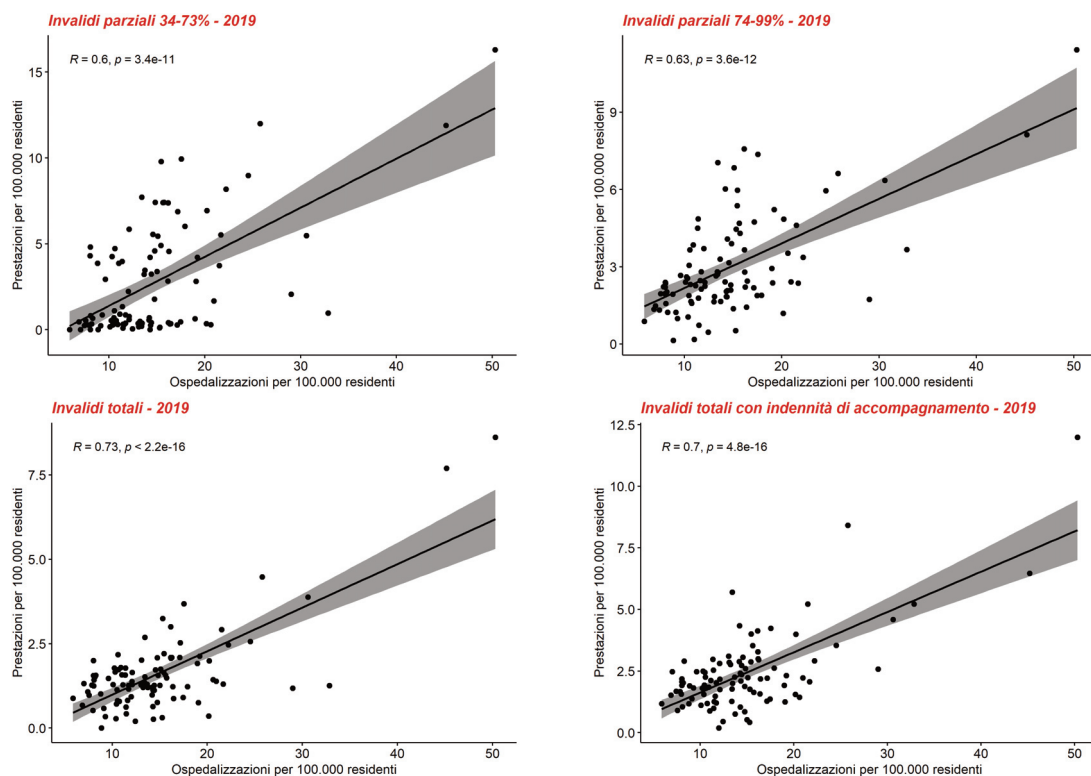 Invalidi parziali 34-73% - 2019
R = 0.6, p = 3.4e-11
Prestazioni per 100.000 residenti
15
10
5
0
10 20 30 40 50
Ospedalizzazioni per 100.000 residenti
Invalidi parziali 74-99% - 2019
R = 0.63, p = 3.6e-12
Prestazioni per 100.000 residenti
9
6
3
0
10 20 30 40 50
Ospedalizzazioni per 100.000 residenti
Invalidi totali - 2019
R = 0.73, p < 2.2e-16
Prestazioni per 100.000 residenti
7.5
5.0
2.5
0.0
10 20 30 40 50
Ospedalizzazioni per 100.000 residenti
Invalidi totali con indennità di accompagnamento - 2019
R = 0.7, p = 4.8e-16
Prestazioni per 100.000 residenti
12.5
10.0
7.5
5.0
2.5
0.0
10 20 30 40 50
Ospedalizzazioni per 100.000 residenti